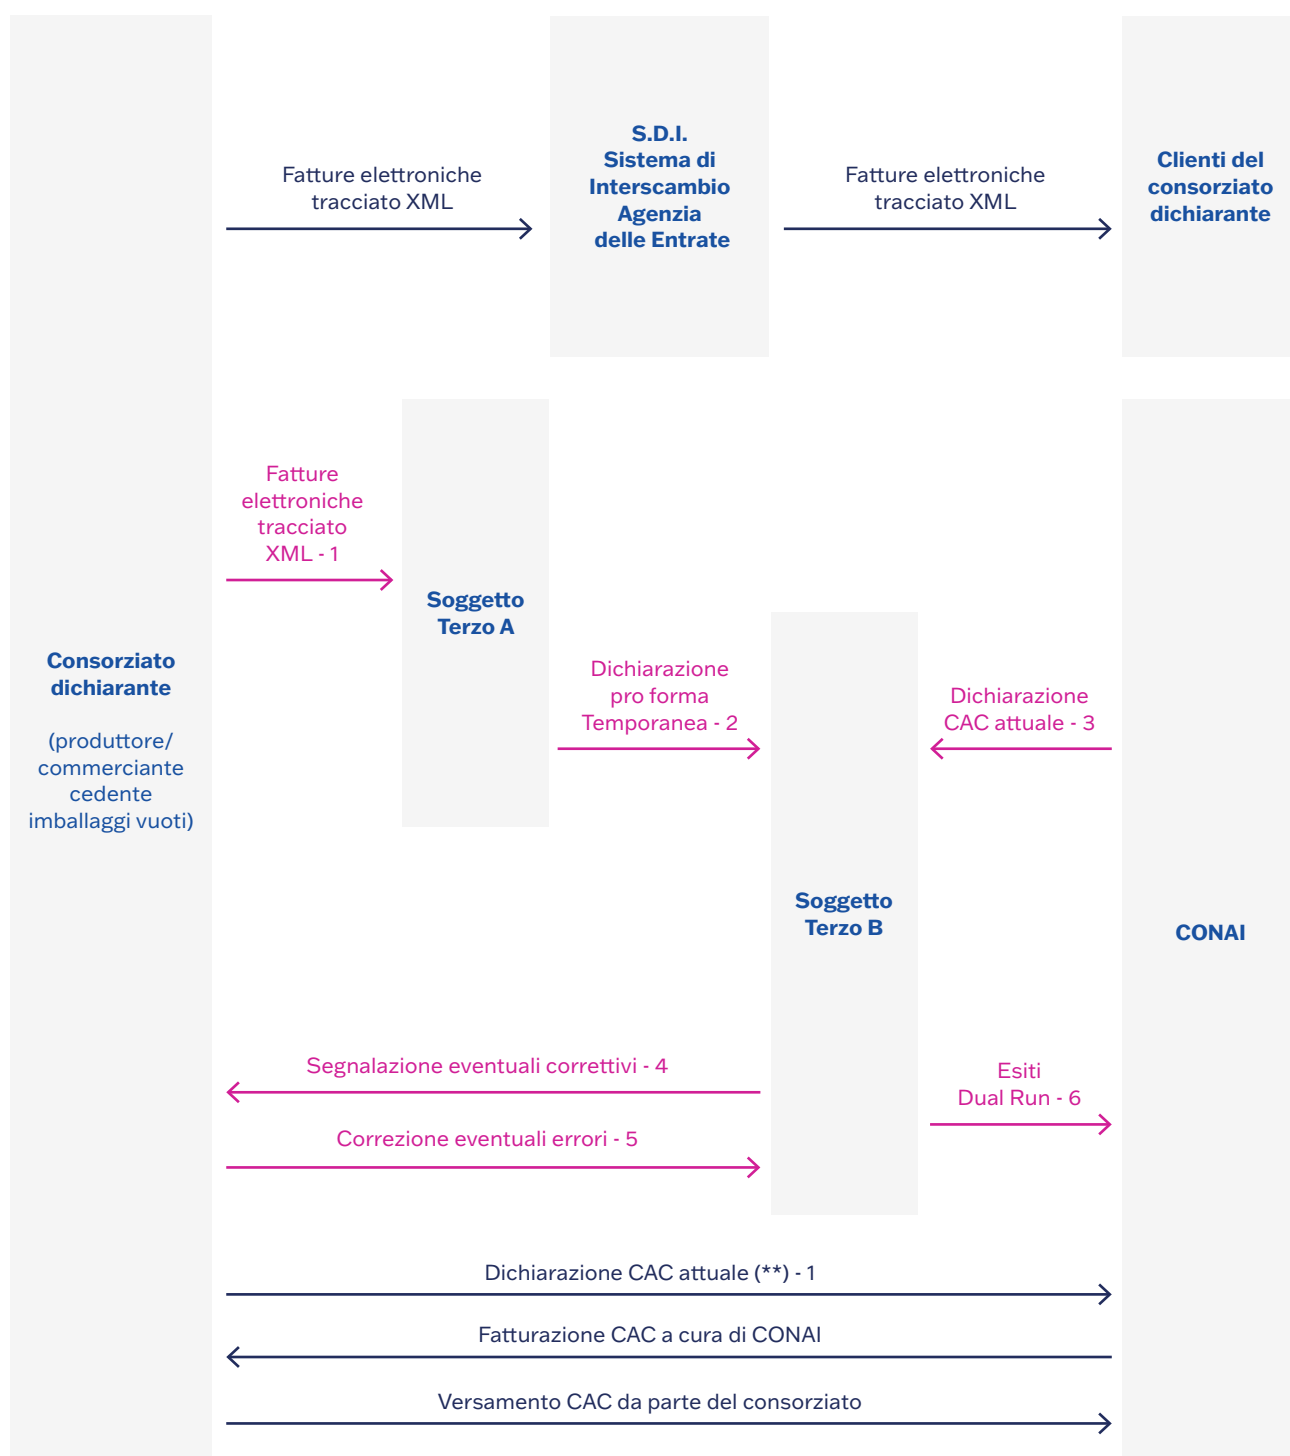 S.D.I.
Sistema di
Interscambio
Agenzia
delle Entrate
Clienti del
consorziato
dichiarante
Fatture elettroniche
tracciato XML
Fatture elettroniche
tracciato XML
Fatture
elettroniche
tracciato
XML - 1
Soggetto
Terzo A
Consorziato
dichiarante
(produttore/
commerciante
cedente
imballaggi vuoti)
Dichiarazione
pro forma
Temporanea - 2
Dichiarazione
CAC attuale - 3
Soggetto
Terzo B
CONAI
Segnalazione eventuali correttivi - 4
Correzione eventuali errori - 5
Esiti
Dual Run - 6
Dichiarazione CAC attuale (**) - 1
Fatturazione CAC a cura di CONAI
Versamento CAC da parte del consorziato